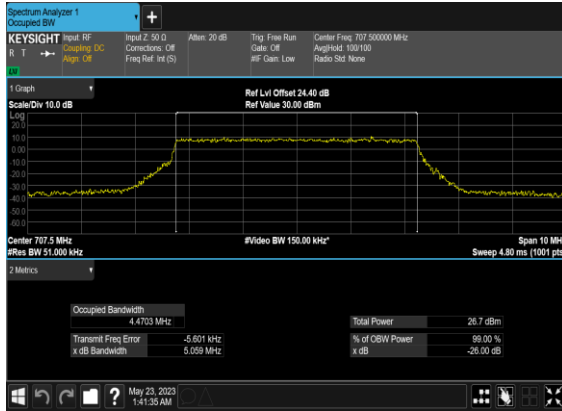 Spectrum Analyzer 1
Occupied BW
KEYSIGHT
R T
LU
Input: RF
Coupling: DC
Align: Off
Input Z: 50 Ω
Corrections: Off
Freq Ref: Int (S)
Atten: 20 dB
Trig: Free Run
Gate: Off
#IF Gain: Low
Center Freq: 707.500000 MHz
Avg|Hold: 100/100
Radio Std: None
1 Graph
Scale/Div 10.0 dB
Ref Lvl Offset 24.40 dB
Ref Value 30.00 dBm
Log
20.0
10.0
0.00
-10.0
-20.0
-30.0
-40.0
-50.0
-60.0
Center 707.5 MHz
#Res BW 51.000 kHz
#Video BW 150.00 kHz*
Span 10 MH
Sweep 4.80 ms (1001 pts
2 Metrics
Occupied Bandwidth
4.4703 MHz
Transmit Freq Error -5.601 kHz
x dB Bandwidth 5.059 MHz
Total Power 26.7 dBm
% of OBW Power 99.00 %
x dB -26.00 dB
?
May 23, 2023
1:41:35 AM